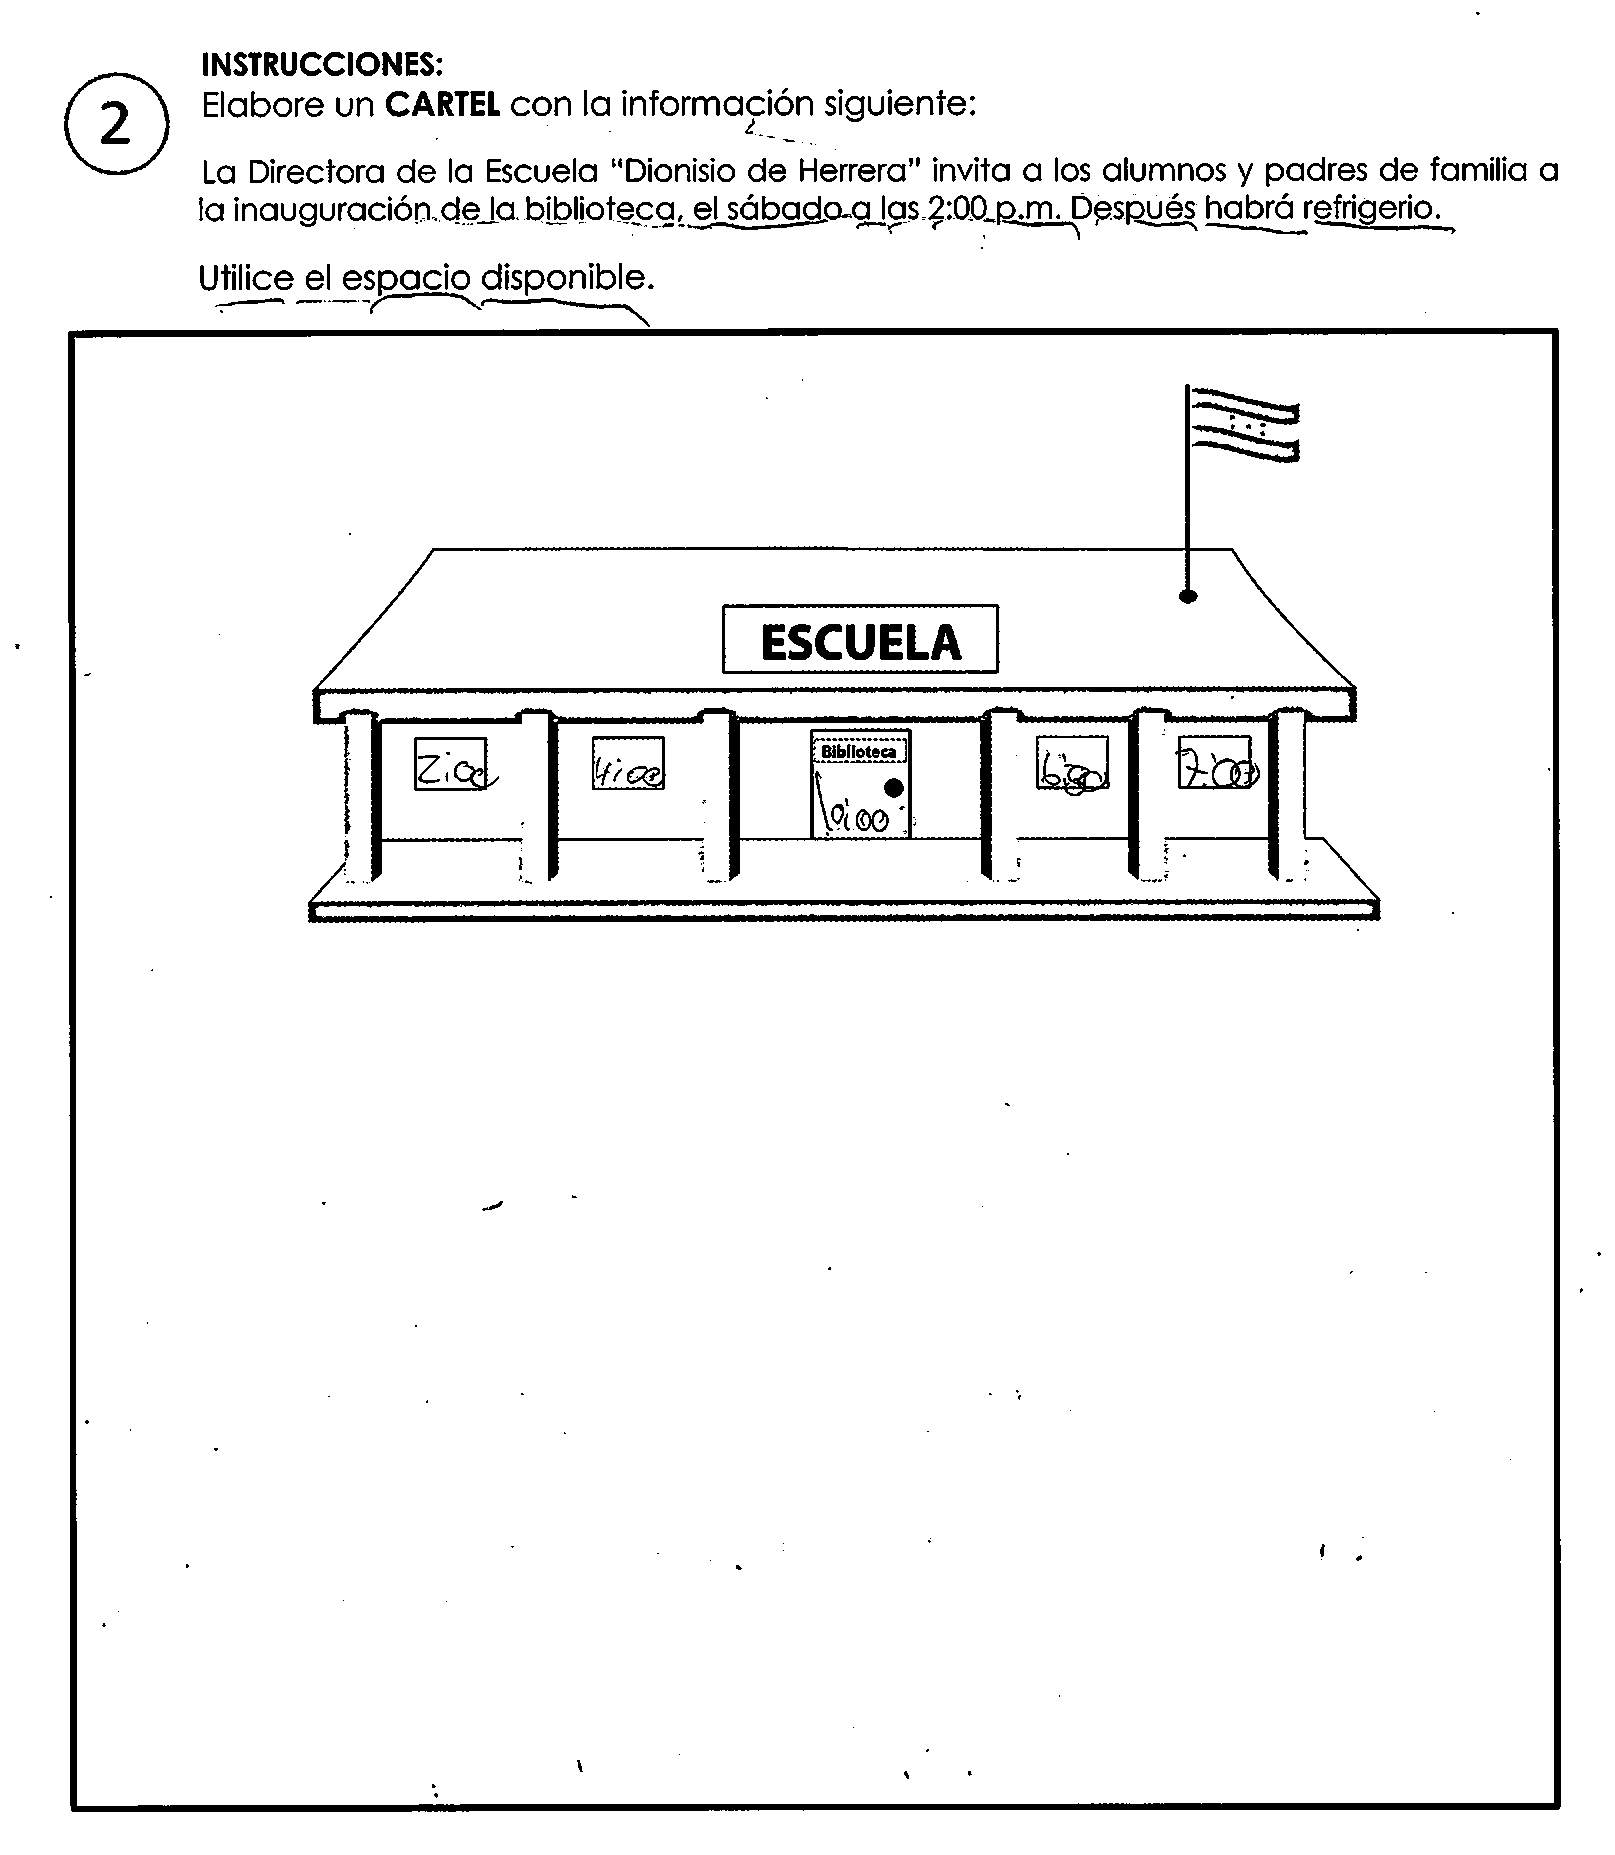 INSTRUCCIONES:
2
Elabore un CARTEL con la información siguiente:
La Directora de la Escuela "Dionisio de Herrera" invita a los alumnos y padres de familia a
la inauguración de la biblioteca, el sábado a las 2:00 p.m. Después habrá refrigerio.
Utilice el espacio disponible.
ESCUELA
Biblioteca
2:00
4:00
6:00
7:00
10:00